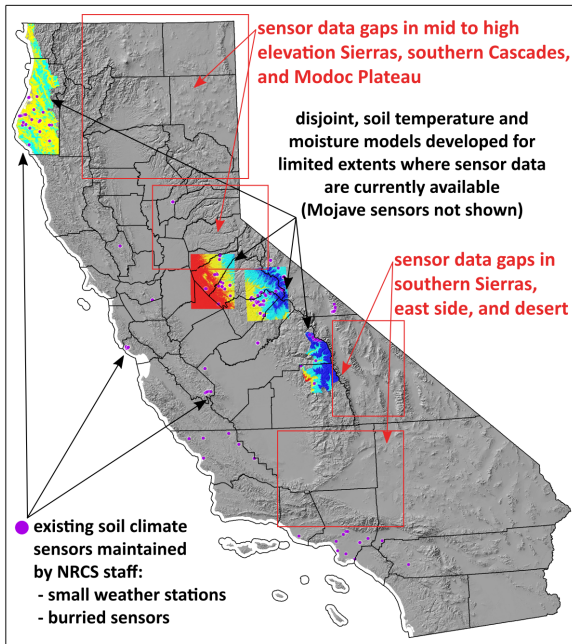 sensor data gaps in mid to high
elevation Sierras, southern Cascades,
and Modoc Plateau
disjoint, soil temperature and
moisture models developed for
limited extents where sensor data
are currently available
(Mojave sensors not shown)
sensor data gaps in
southern Sierras,
east side, and desert
existing soil climate
sensors maintained
by NRCS staff:
- small weather stations
- burried sensors